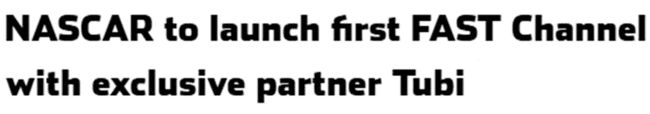 NASCAR to launch first FAST Channel
with exclusive partner Tubi